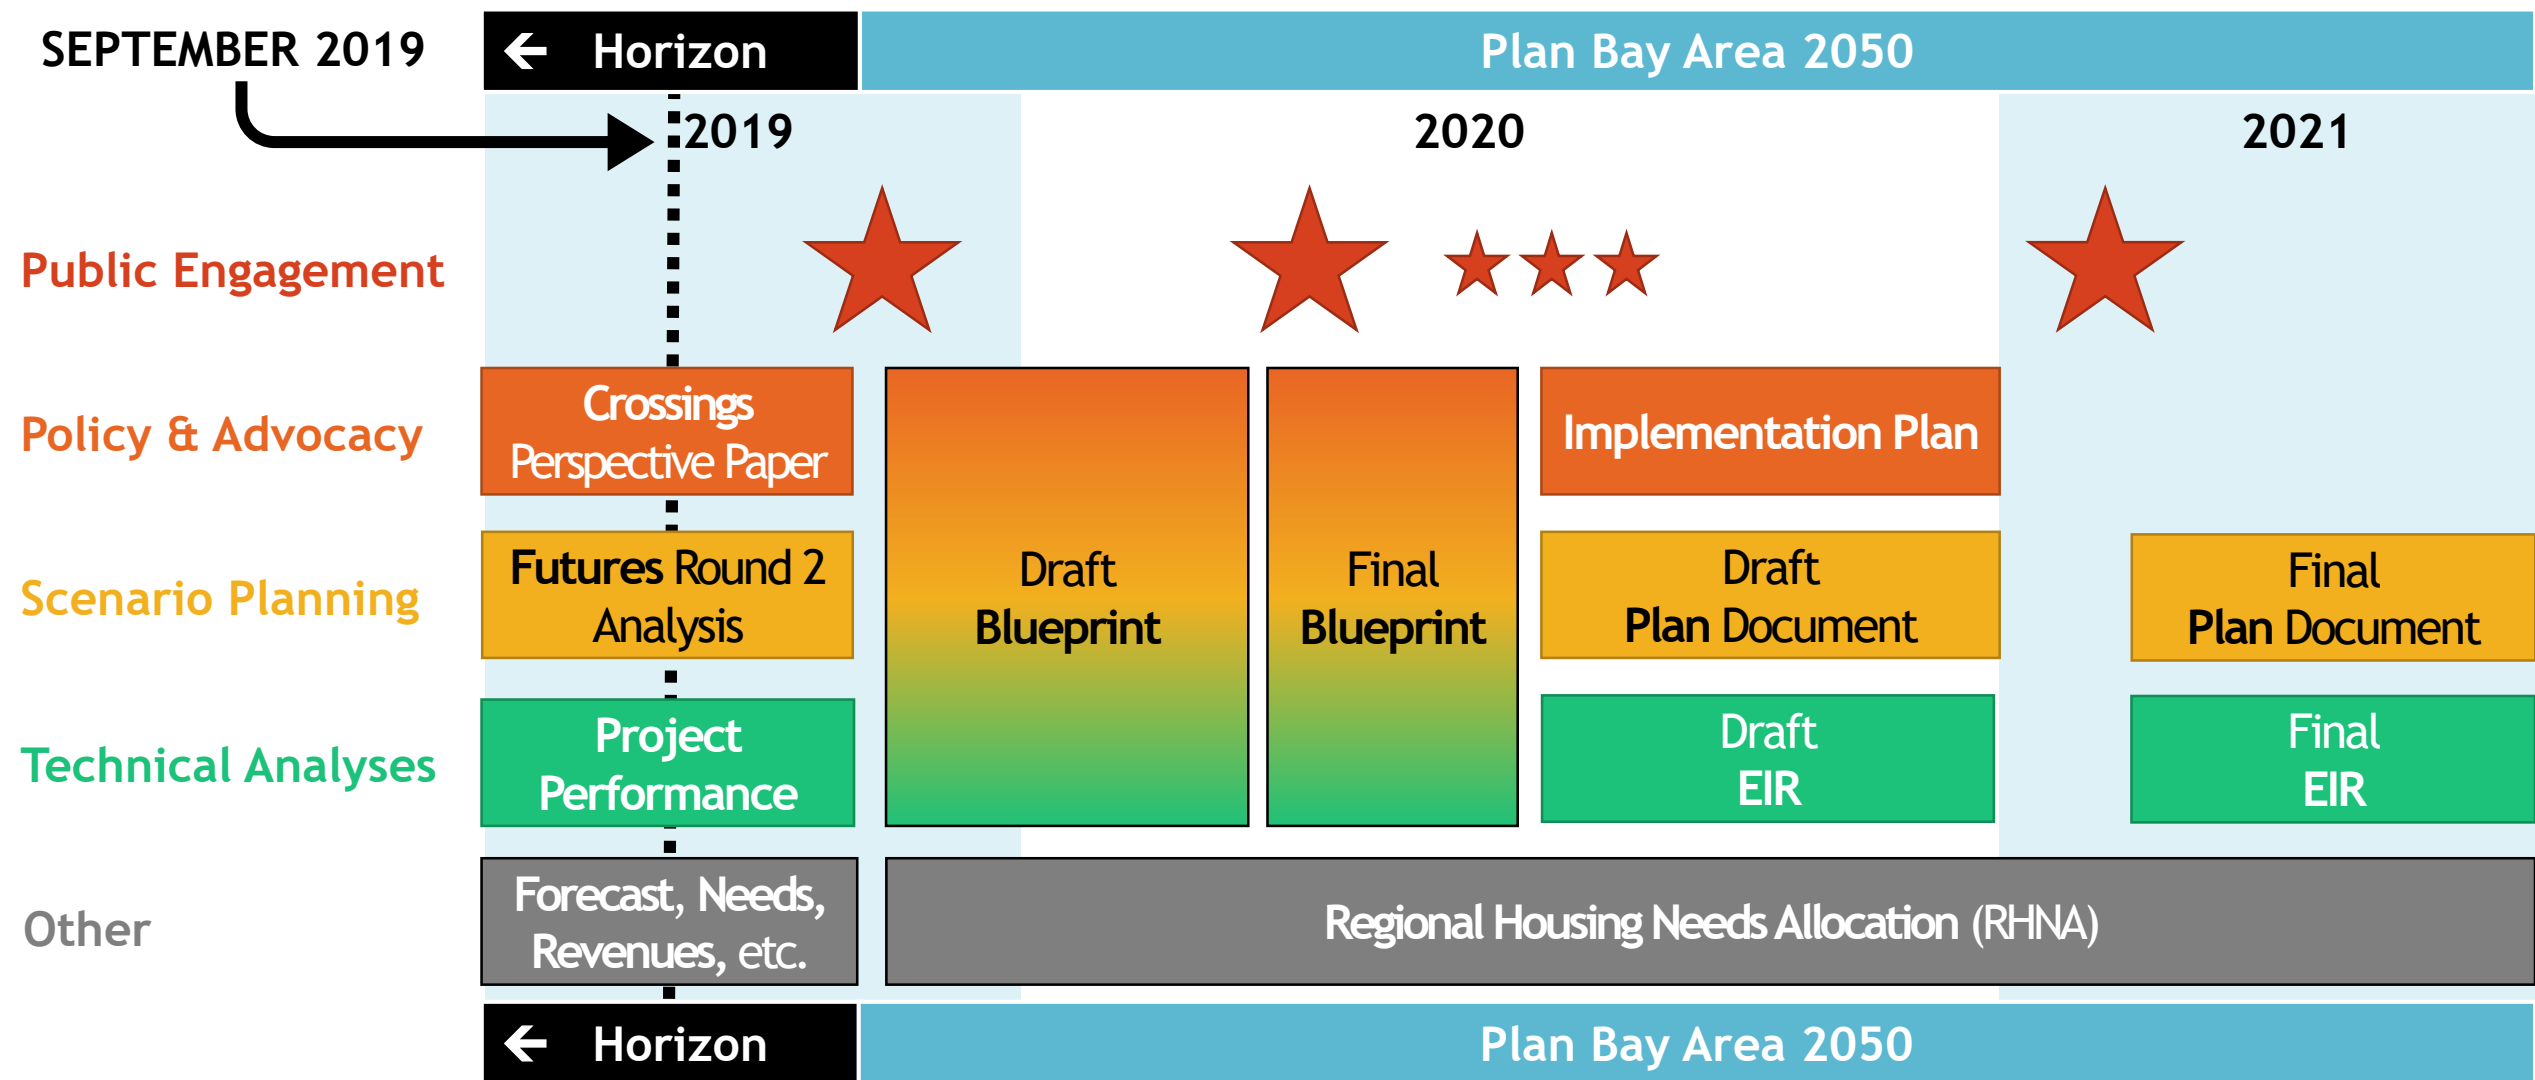 SEPTEMBER 2019
← Horizon
Plan Bay Area 2050
2019
2020
2021
Public Engagement
Policy & Advocacy
Crossings
Perspective Paper
Implementation Plan
Scenario Planning
Futures Round 2
Analysis
Draft
Blueprint
Final
Blueprint
Draft
Plan Document
Final
Plan Document
Technical Analyses
Project
Performance
Draft
EIR
Final
EIR
Other
Forecast, Needs,
Revenues, etc.
Regional Housing Needs Allocation (RHNA)
← Horizon
Plan Bay Area 2050